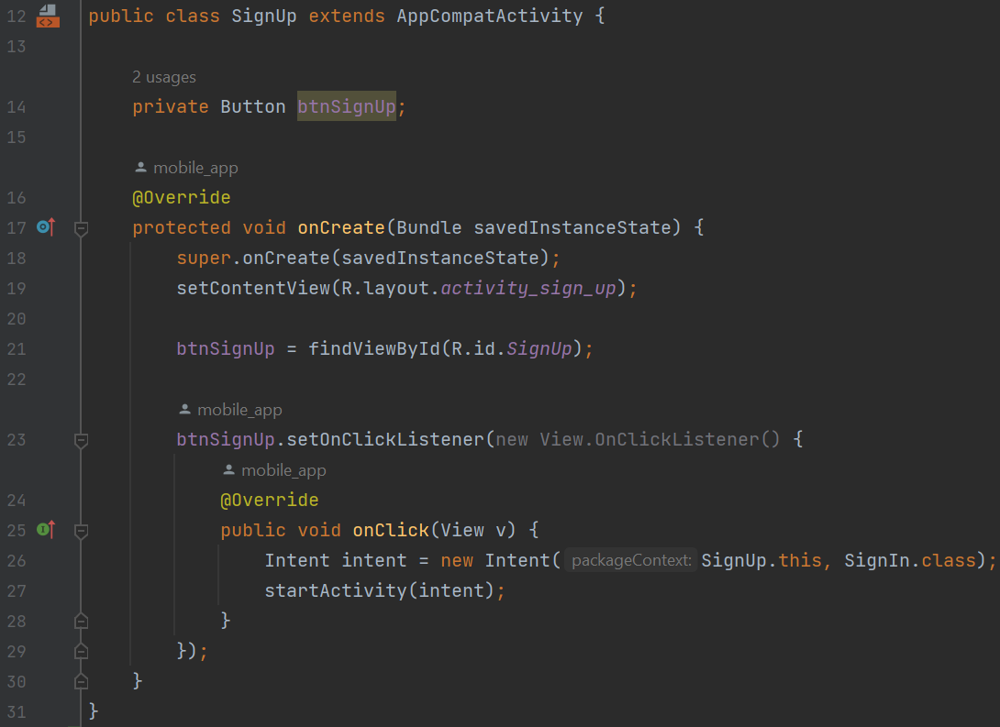 12 public class SignUp extends AppCompatActivity {
13
2 usages
14 private Button btnSignUp;
15
mobile_app
16 @Override
17 protected void onCreate(Bundle savedInstanceState) {
18 super.onCreate(savedInstanceState);
19 setContentView(R.layout.activity_sign_up);
20
21 btnSignUp = findViewById(R.id.SignUp);
22
mobile_app
23 btnSignUp.setOnClickListener(new View.OnClickListener() {
mobile_app
24 @Override
25 public void onClick(View v) {
26 Intent intent = new Intent( packageContext: SignUp.this, SignIn.class);
27 startActivity(intent);
28 }
29 });
30 }
31 }